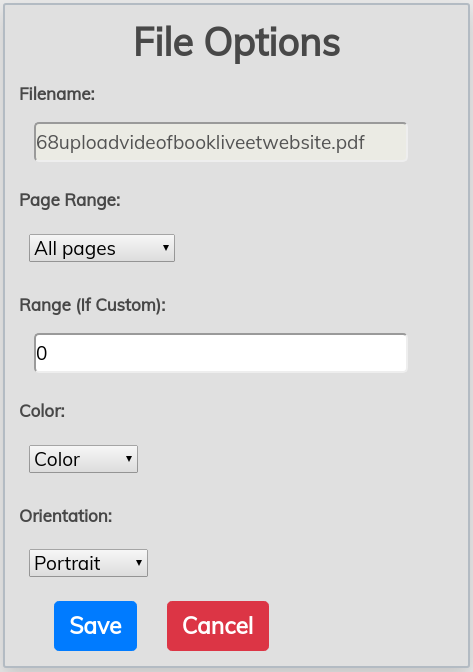 File Options
Filename:
68uploadvideofbookliveetwebsite.pdf
Page Range:
All pages
Range (If Custom):
0
Color:
Color
Orientation:
Portrait
Save Cancel